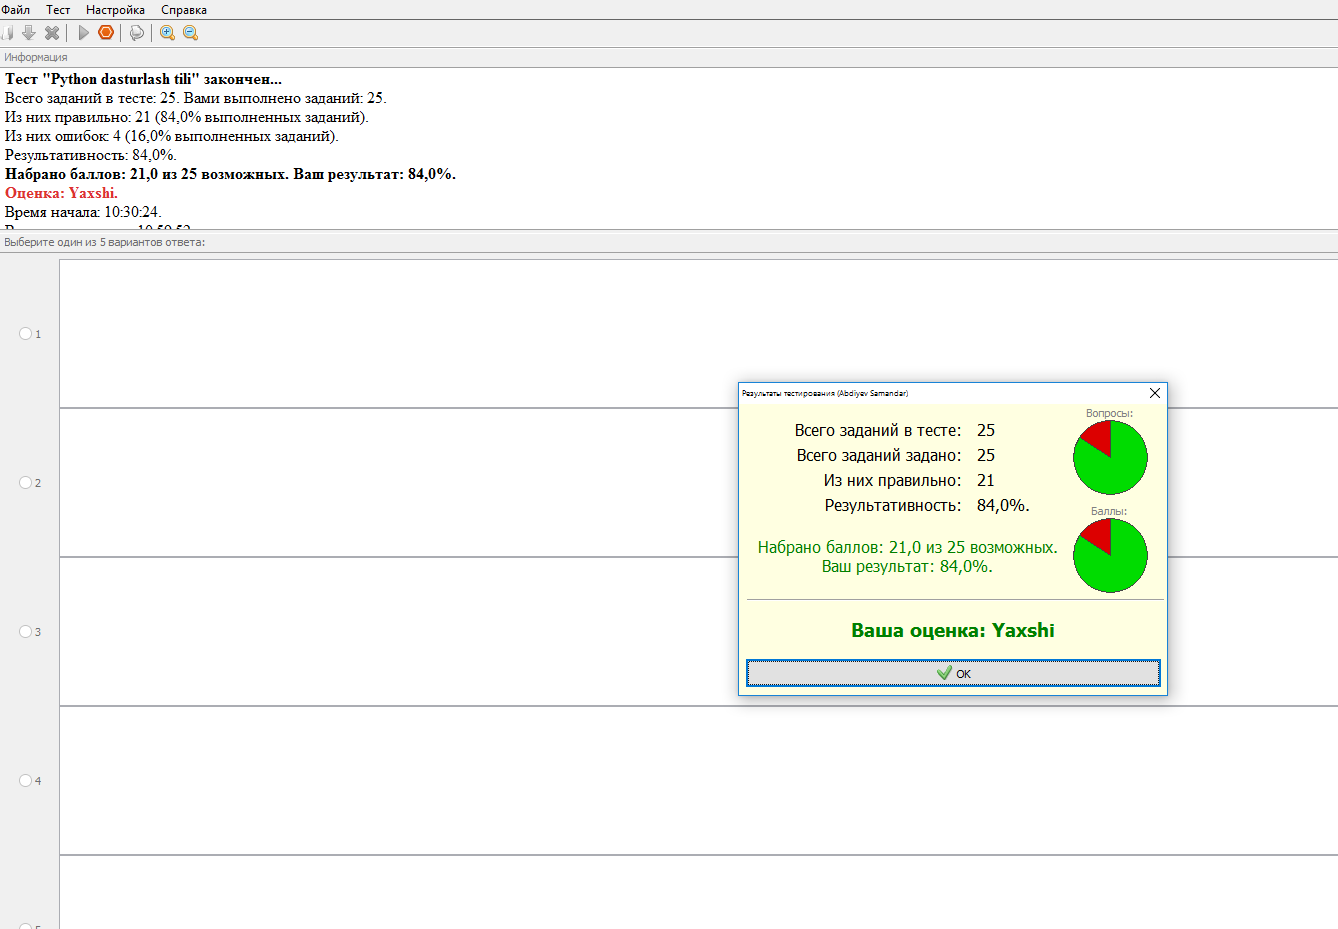 Файл Тест Настройка Справка
Информация
Тест "Python dasturlash tili" закончен...
Всего заданий в тесте: 25. Вами выполнено заданий: 25.
Из них правильно: 21 (84,0% выполненных заданий).
Из них ошибок: 4 (16,0% выполненных заданий).
Результативность: 84,0%.
Набрано баллов: 21,0 из 25 возможных. Ваш результат: 84,0%.
Оценка: Yaxshi.
Время начала: 10:30:24.
Выберите один из 5 вариантов ответа:
1
2
3
4
Результаты тестирования (Abdiyev Samandar)
Всего заданий в тесте: 25
Всего заданий задано: 25
Из них правильно: 21
Результативность: 84,0%.
Вопросы:
Баллы:
Набрано баллов: 21,0 из 25 возможных.
Ваш результат: 84,0%.
Ваша оценка: Yaxshi
OK